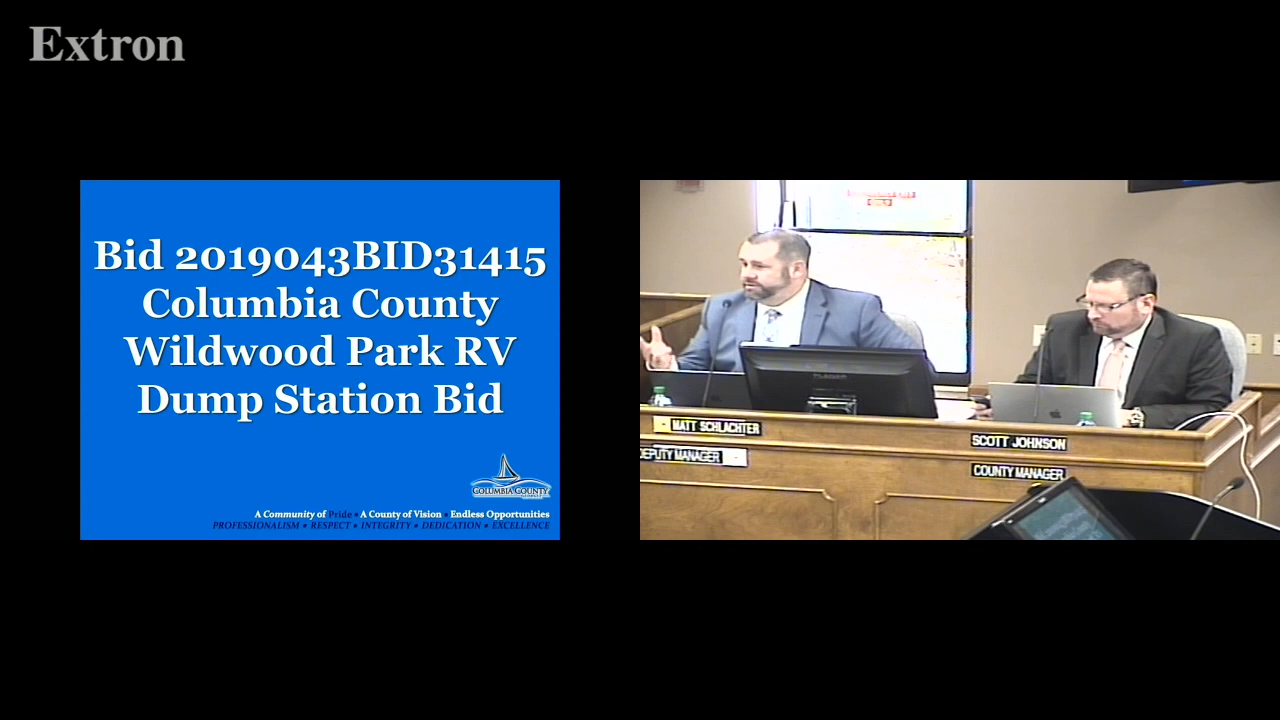 Extron
Bid 2019043BID31415
Columbia County
Wildwood Park RV
Dump Station Bid
COLUMBIA COUNTY
A Community of Pride • A County of Vision • Endless Opportunities
PROFESSIONALISM • RESPECT • INTEGRITY • DEDICATION • EXCELLENCE
MATT SCHLACHTER
DEPUTY MANAGER
SCOTT JOHNSON
COUNTY MANAGER